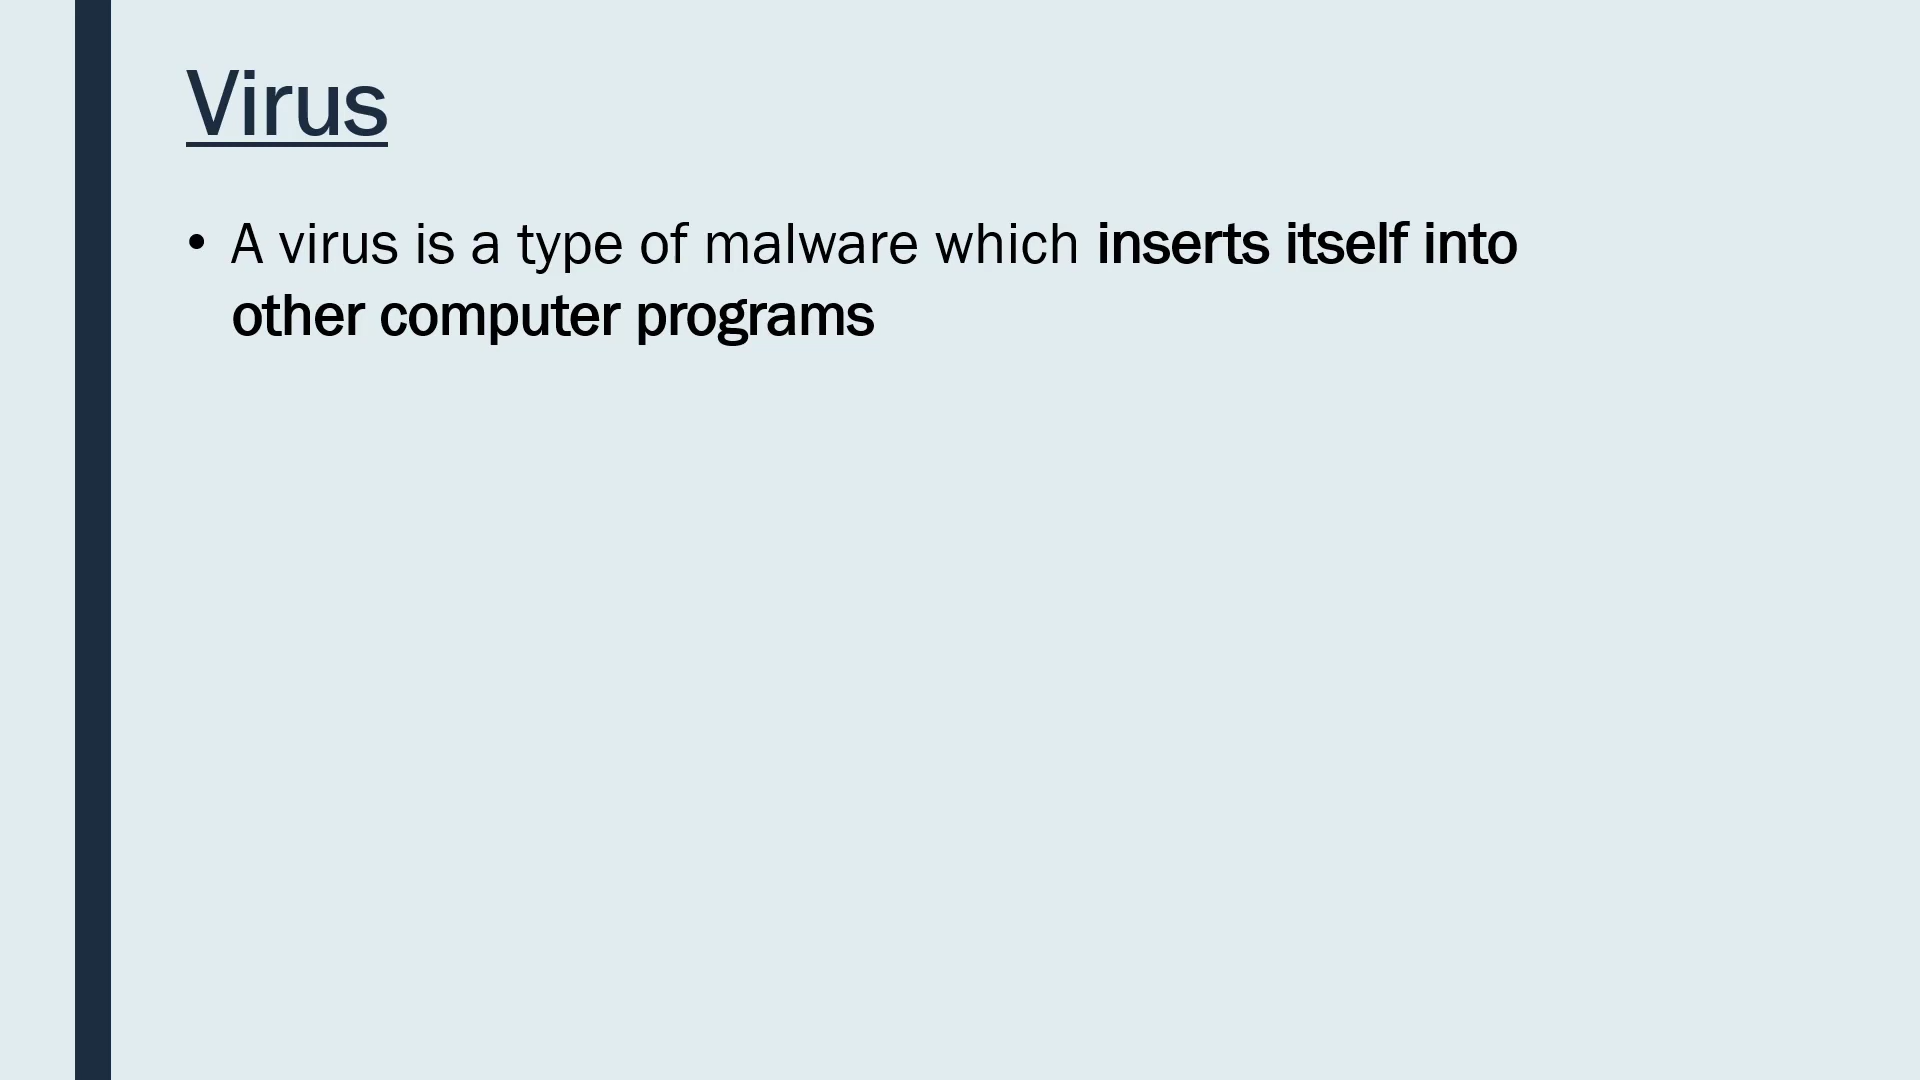 Virus
• A virus is a type of malware which inserts itself into
other computer programs